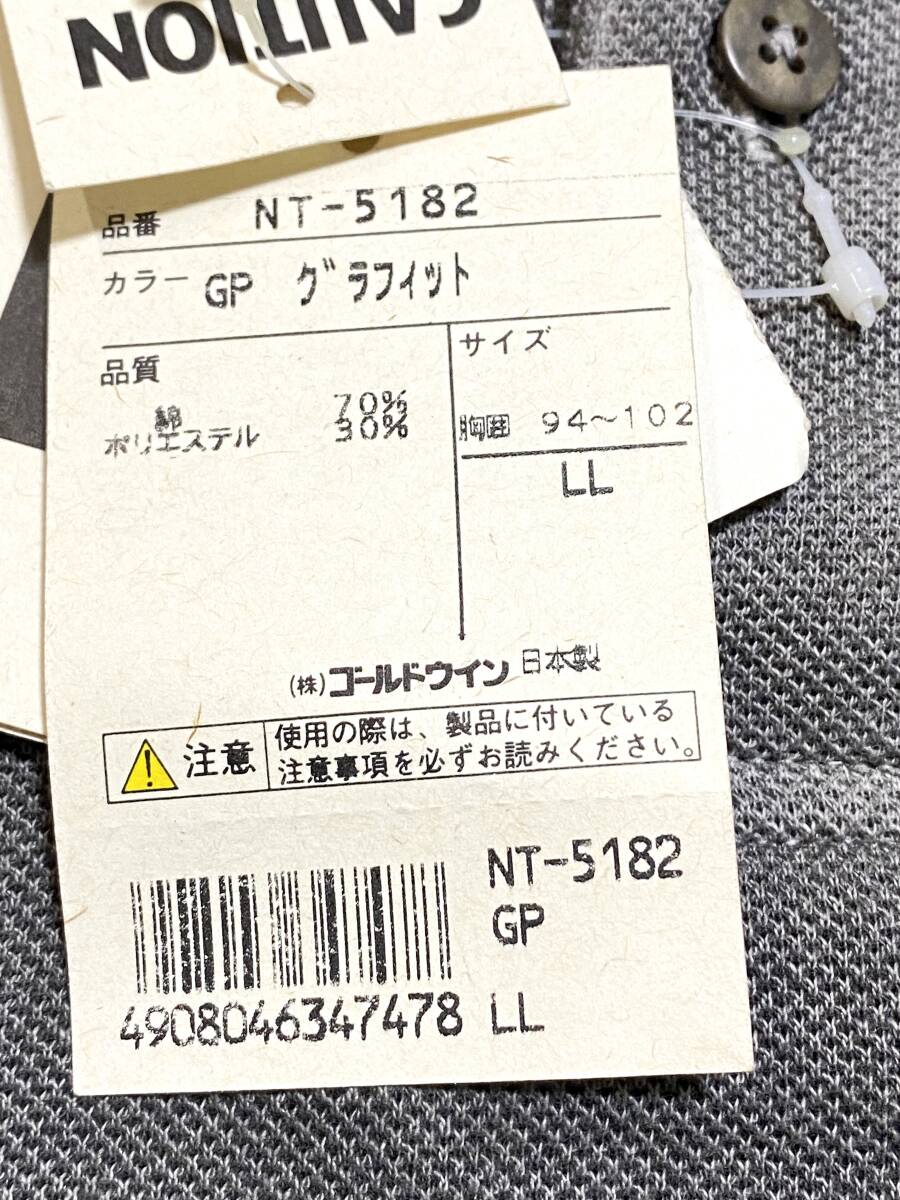 CAUTION
品番 NT-5182
カラー GP グラフィット
品質
綿 70%
ポリエステル 30%
サイズ
胸囲 94～102
LL
(株)ゴールドウイン 日本製
注意 使用の際は、製品に付いている
注意事項を必ずお読みください。
NT-5182
GP
4908046347478 LL